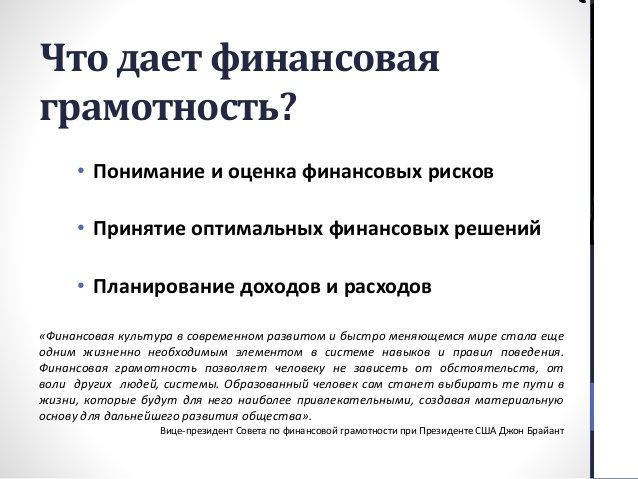 Что дает финансовая
грамотность?
• Понимание и оценка финансовых рисков
• Принятие оптимальных финансовых решений
• Планирование доходов и расходов
«Финансовая культура в современном развитом и быстро меняющемся мире стала еще
одним жизненно необходимым элементом в системе навыков и правил поведения.
Финансовая грамотность позволяет человеку не зависеть от обстоятельств, от
воли других людей, системы. Образованный человек сам станет выбирать те пути в
жизни, которые будут для него наиболее привлекательными, создавая материальную
основу для дальнейшего развития общества».
Вице-президент Совета по финансовой грамотности при Президенте США Джон Брайант